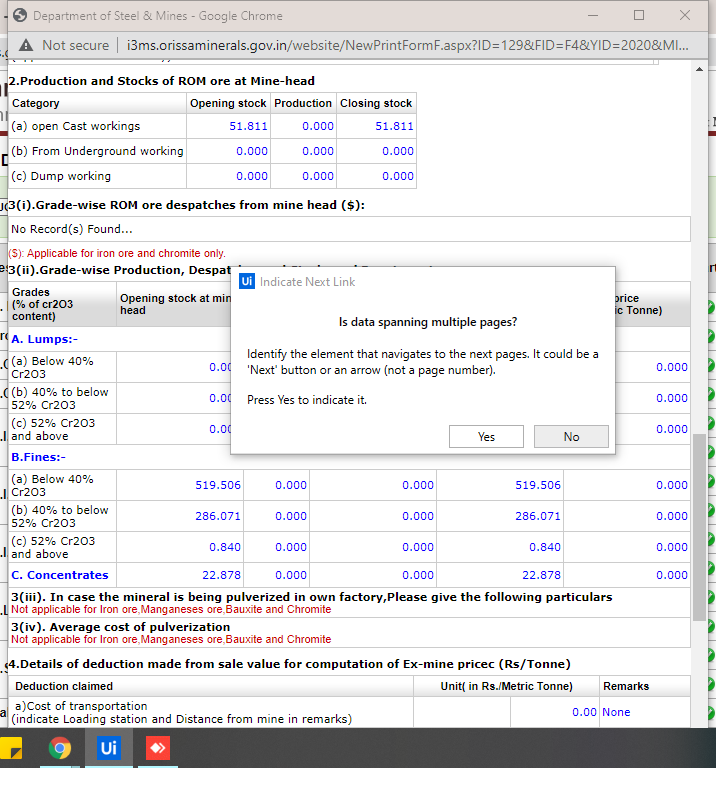 Department of Steel & Mines - Google Chrome
Not secure | i3ms.orissaminerals.gov.in/website/NewPrintFormF.aspx?ID=129&FID=F4&YID=2020&MI...
2.Production and Stocks of ROM ore at Mine-head
Category Opening stock Production Closing stock
(a) open Cast workings 51.811 0.000 51.811
(b) From Underground working 0.000 0.000 0.000
(c) Dump working 0.000 0.000 0.000
3(i).Grade-wise ROM ore despatches from mine head ($):
No Record(s) Found...
($): Applicable for iron ore and chromite only.
3(ii).Grade-wise Production,
Grades
(% of cr2O3
content)
Opening stock at
head
price
Tonne)
A. Lumps:-
(a) Below 40%
Cr2O3
0.000
(b) 40% to below
52% Cr2O3
0.000
(c) 52% Cr2O3
and above
0.000
Ui Indicate Next Link
Is data spanning multiple pages?
Identify the element that navigates to the next pages. It could be a
'Next' button or an arrow (not a page number).
Press Yes to indicate it.
Yes No
B.Fines:-
(a) Below 40%
Cr2O3
519.506 0.000 0.000 519.506 0.000
(b) 40% to below
52% Cr2O3
286.071 0.000 0.000 286.071 0.000
(c) 52% Cr2O3
and above
0.840 0.000 0.000 0.840 0.000
C. Concentrates 22.878 0.000 0.000 22.878 0.000
3(iii). In case the mineral is being pulverized in own factory,Please give the following particulars
Not applicable for Iron ore,Manganeses ore,Bauxite and Chromite
3(iv). Average cost of pulverization
Not applicable for Iron ore,Manganeses ore,Bauxite and Chromite
4.Details of deduction made from sale value for computation of Ex-mine pricec (Rs/Tonne)
Deduction claimed Unit( in Rs./Metric Tonne) Remarks
a)Cost of transportation
(indicate Loading station and Distance from mine in remarks)
0.00 None
Ui